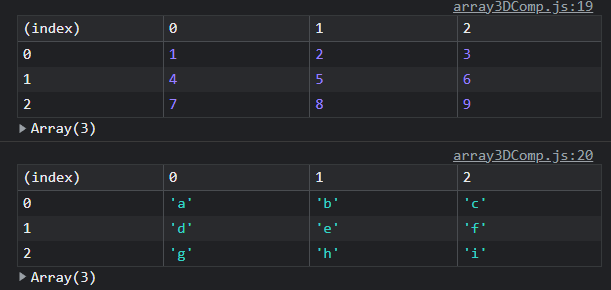 array3DComp.js:19
(index) 0 1 2
0 1 2 3
1 4 5 6
2 7 8 9
▶ Array(3)
array3DComp.js:20
(index) 0 1 2
0 'a' 'b' 'c'
1 'd' 'e' 'f'
2 'g' 'h' 'i'
▶ Array(3)